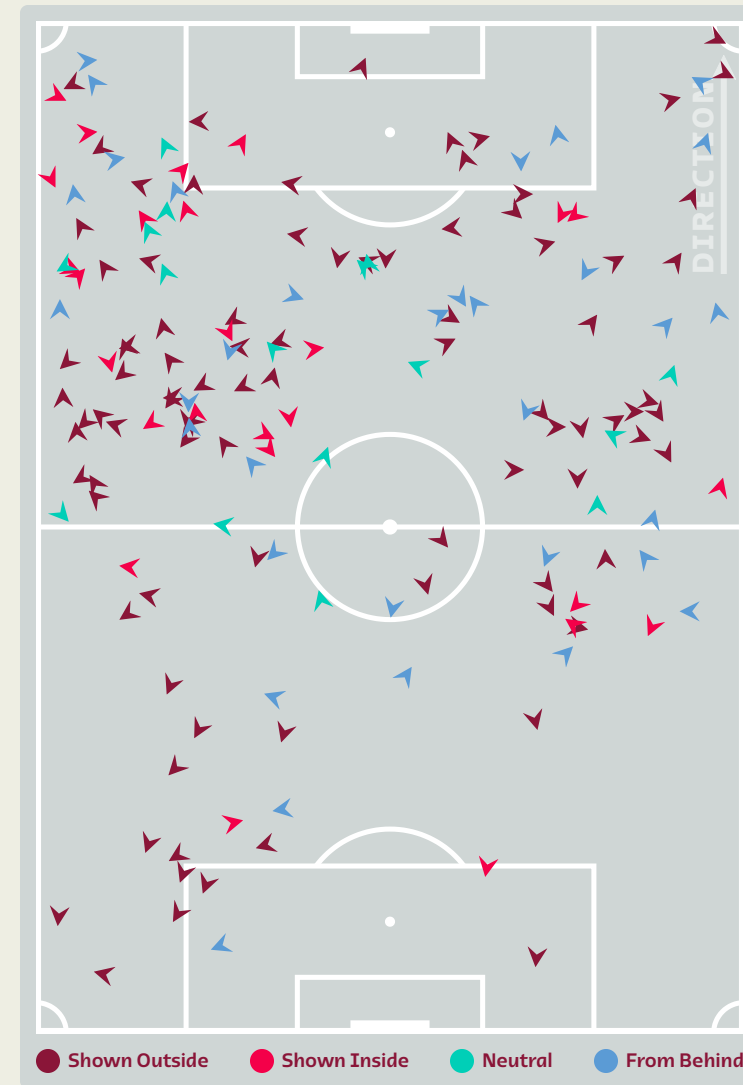 DIRECTION
Shown Outside
Shown Inside
Neutral
From Behind